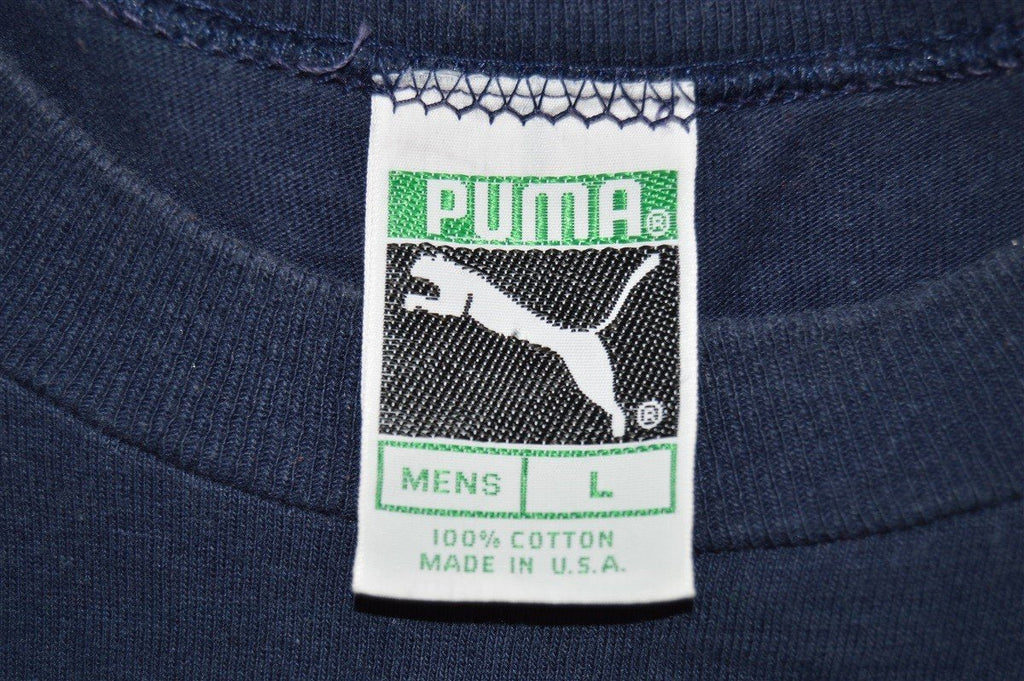 PUMA®
®
MENS L
100% COTTON
MADE IN U.S.A.